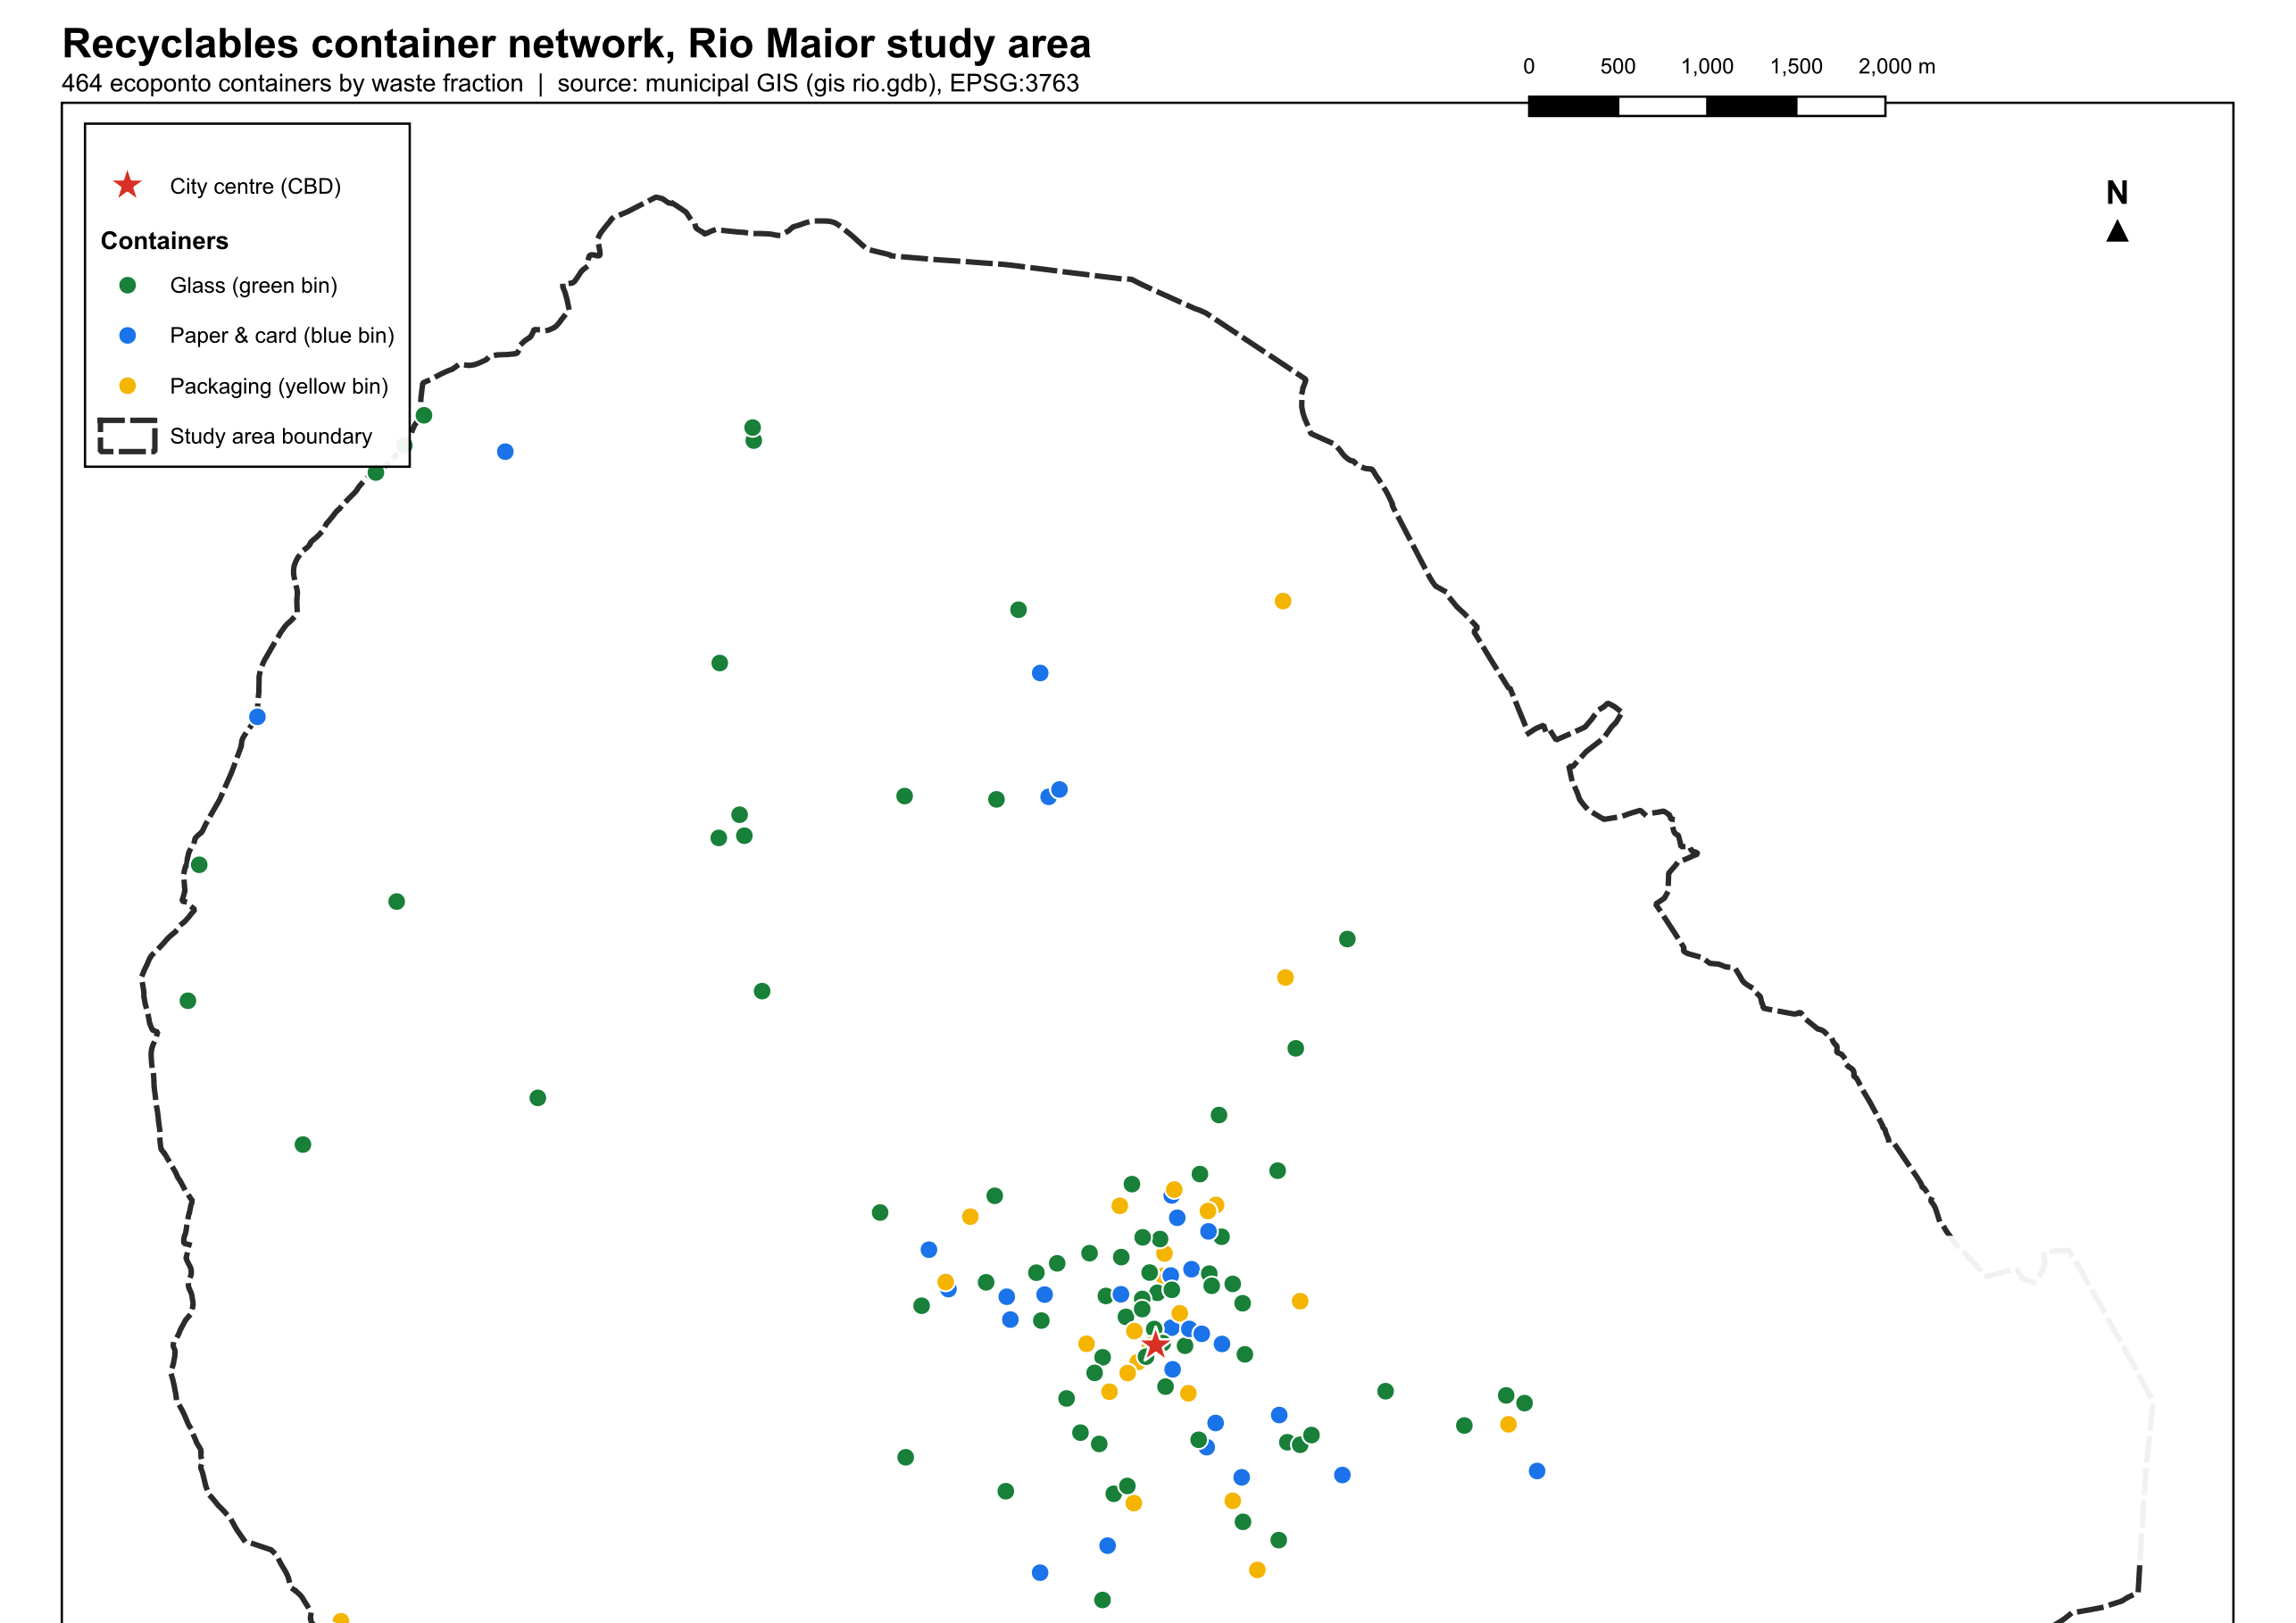 Recyclables container network, Rio Maior study area
464 ecoponto containers by waste fraction | source: municipal GIS (gis rio.gdb), EPSG:3763
0 500 1,000 1,500 2,000 m
N
City centre (CBD)
Containers
Glass (green bin)
Paper & card (blue bin)
Packaging (yellow bin)
Study area boundary